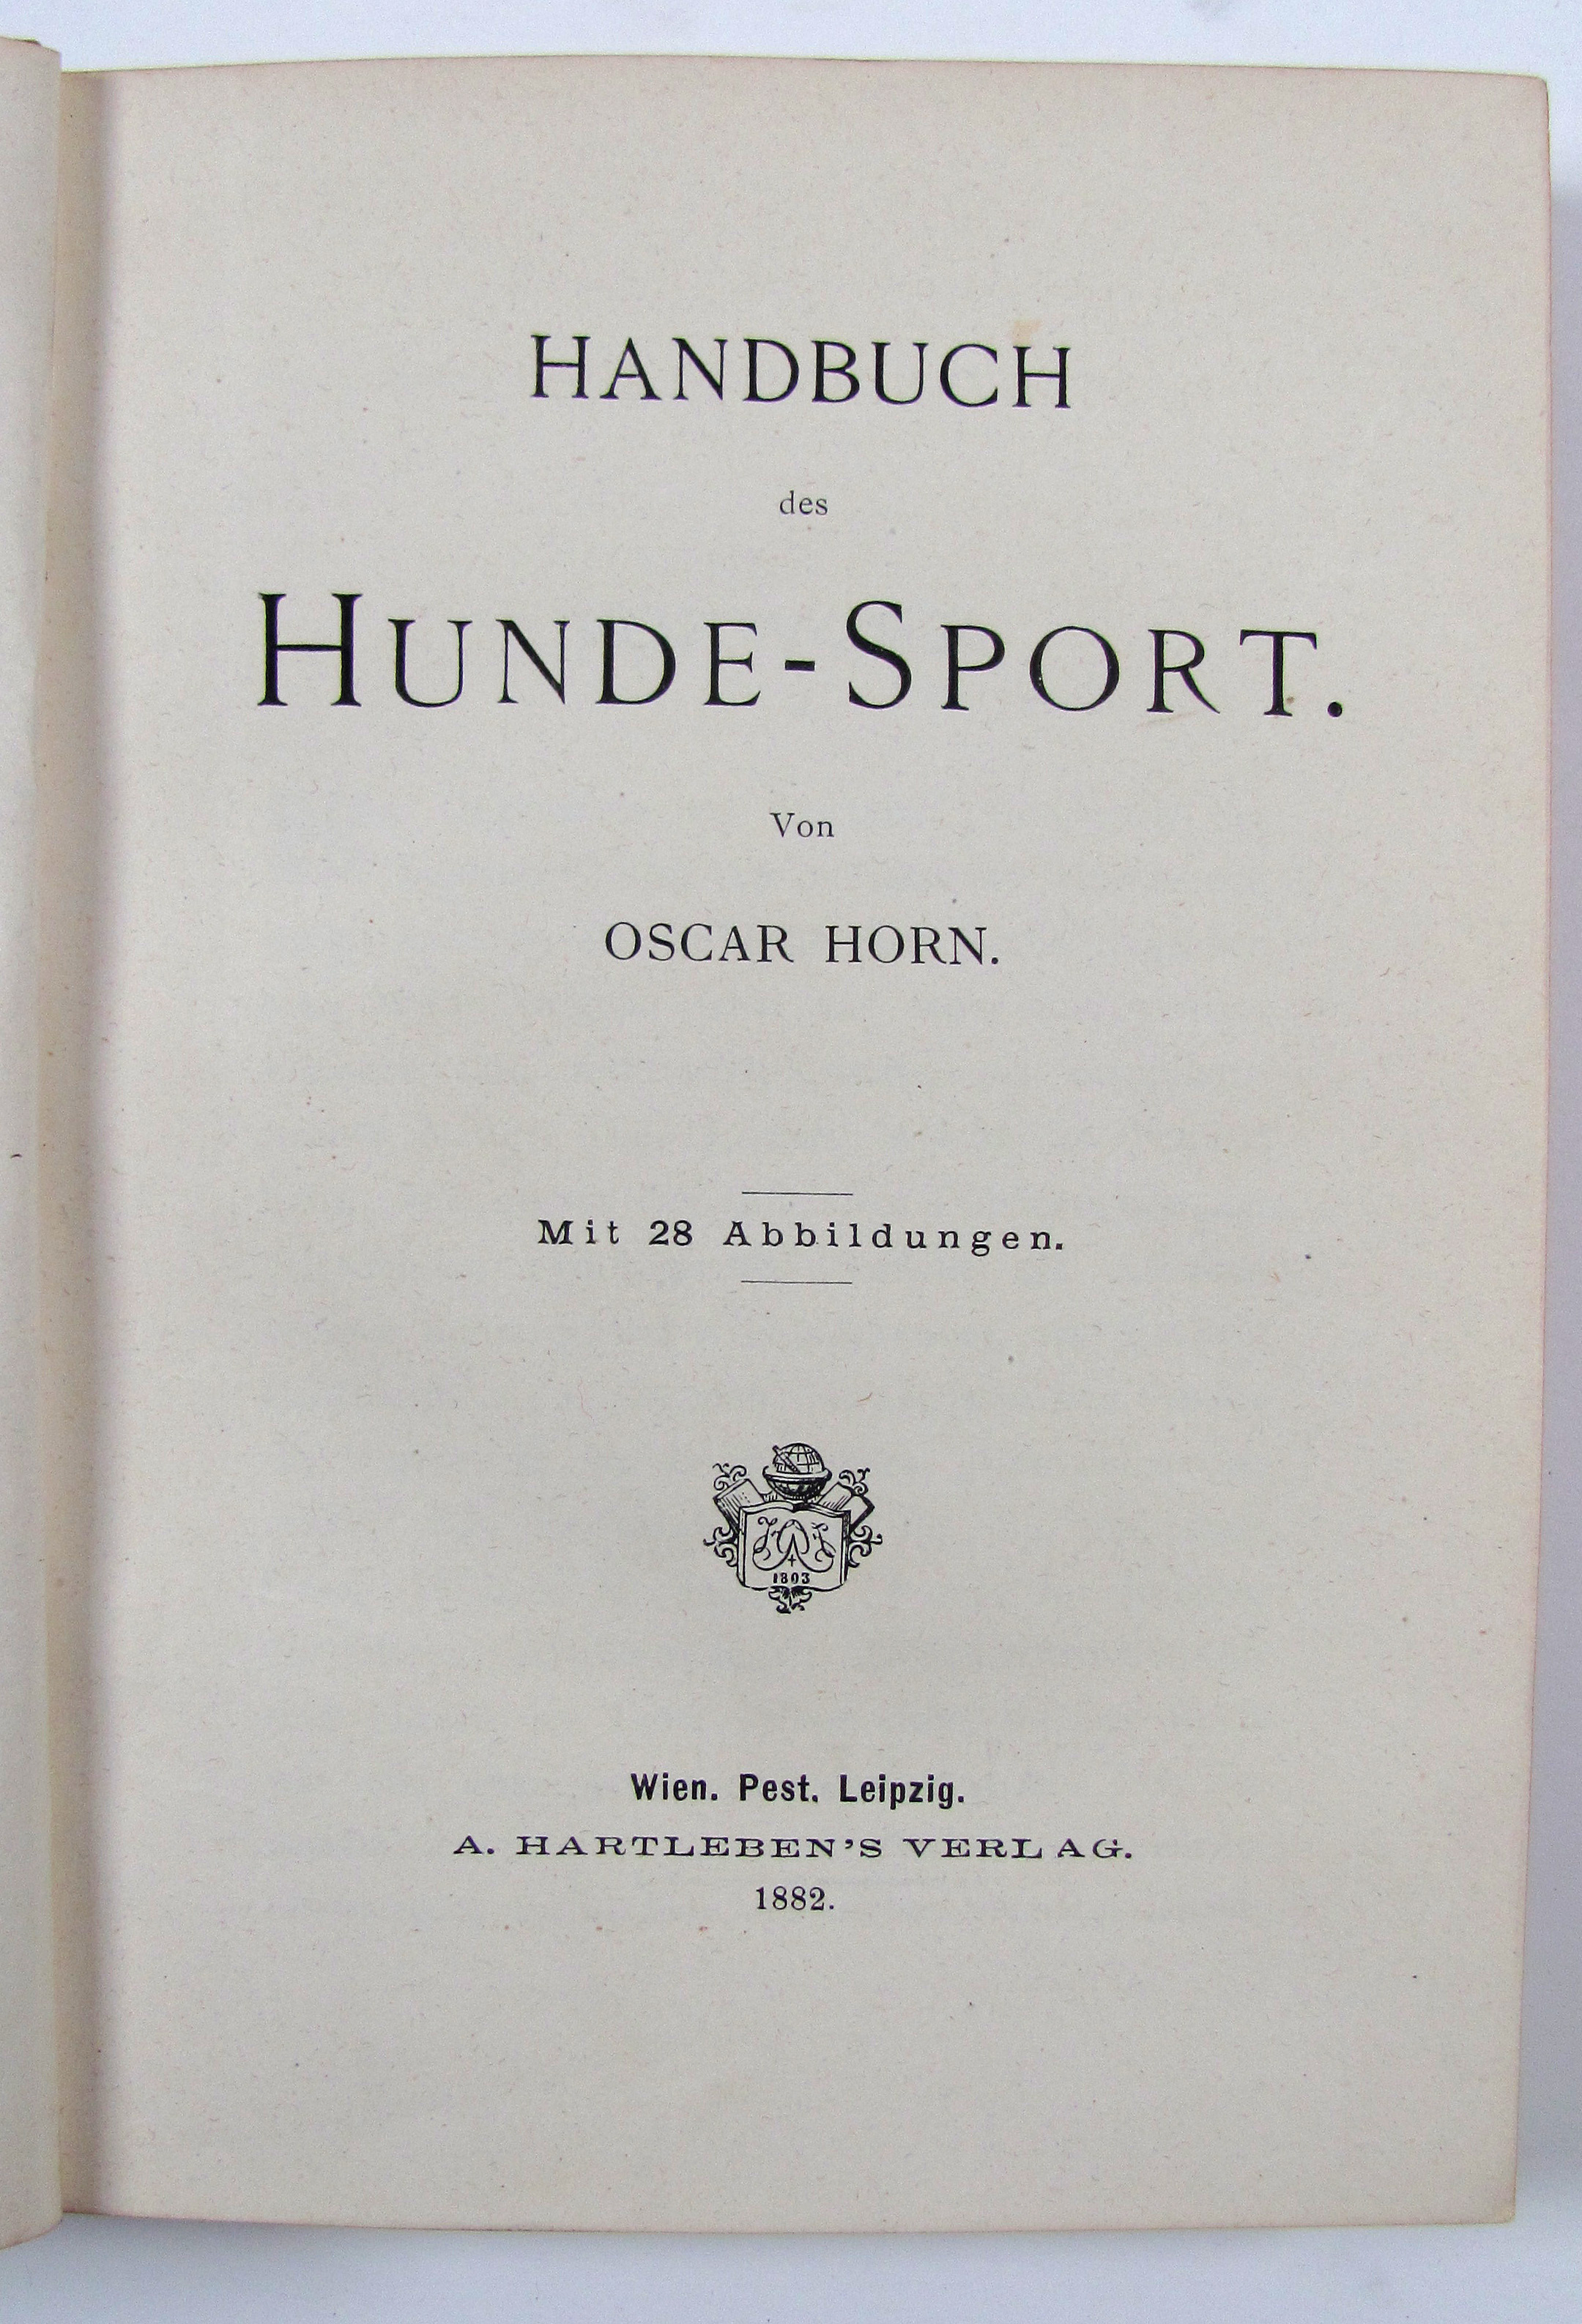 HANDBUCH
des
HUNDE-SPORT.
Von
OSCAR HORN.
Mit 28 Abbildungen.
1803
Wien. Pest. Leipzig.
A. HARTLEBEN'S VERLAG.
1882.